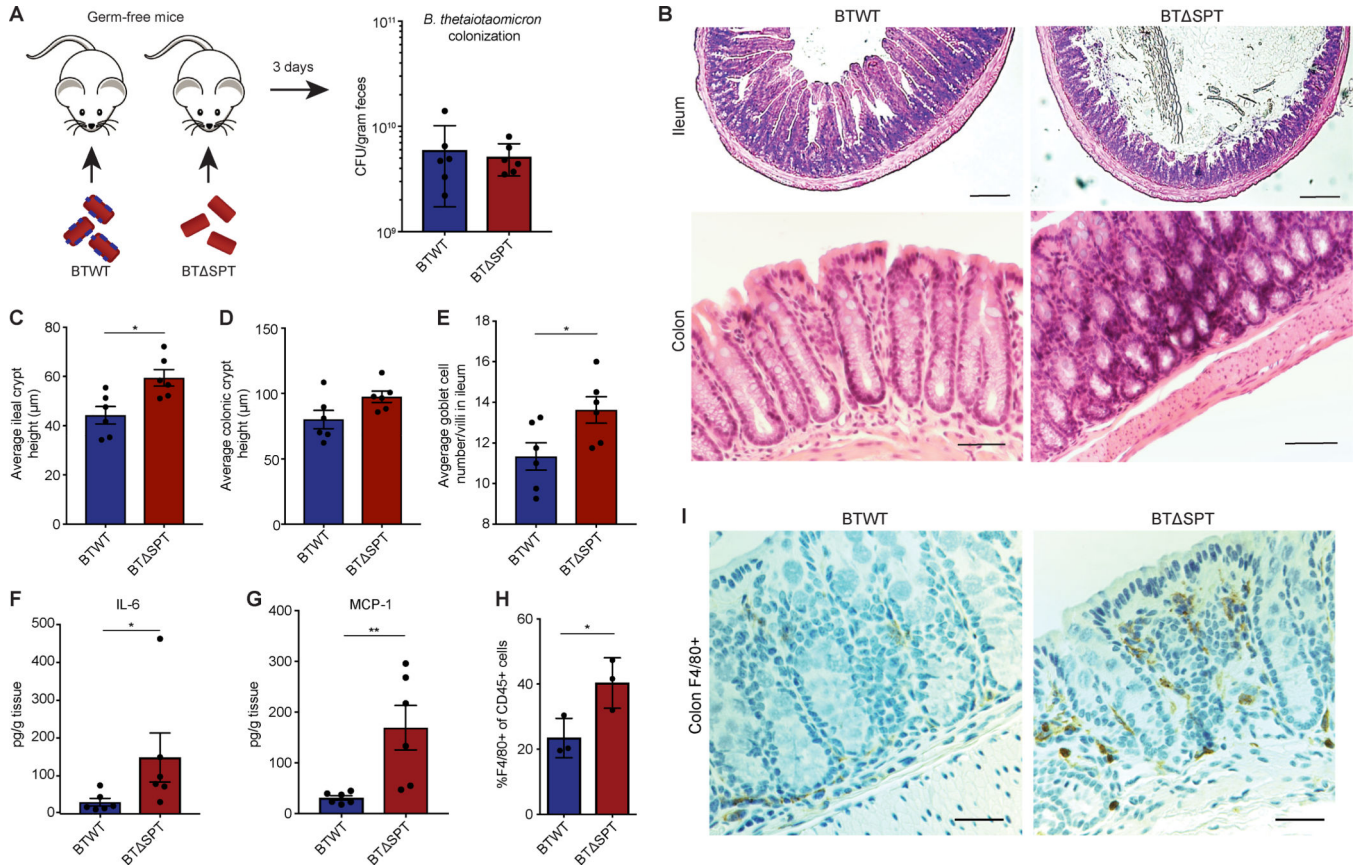 A
Germ-free mice
3 days
BTWT
BTΔSPT
B. thetaiotaomicron
colonization
CFU/gram feces
10¹¹
10¹⁰
10⁹
BTWT
BTΔSPT
B
BTWT
BTΔSPT
Ileum
Colon
C
Average ileal crypt
height (µm)
80
60
40
20
0
*
BTWT
BTΔSPT
D
Average colonic crypt
height (µm)
150
100
50
0
BTWT
BTΔSPT
E
Avgerage goblet cell
number/villi in ileum
18
16
14
12
10
8
*
BTWT
BTΔSPT
F
IL-6
pg/g tissue
500
400
300
200
100
0
*
BTWT
BTΔSPT
G
MCP-1
pg/g tissue
400
300
200
100
0
**
BTWT
BTΔSPT
H
%F4/80+ of CD45+ cells
60
40
20
0
*
BTWT
BTΔSPT
I
BTWT
BTΔSPT
Colon F4/80+